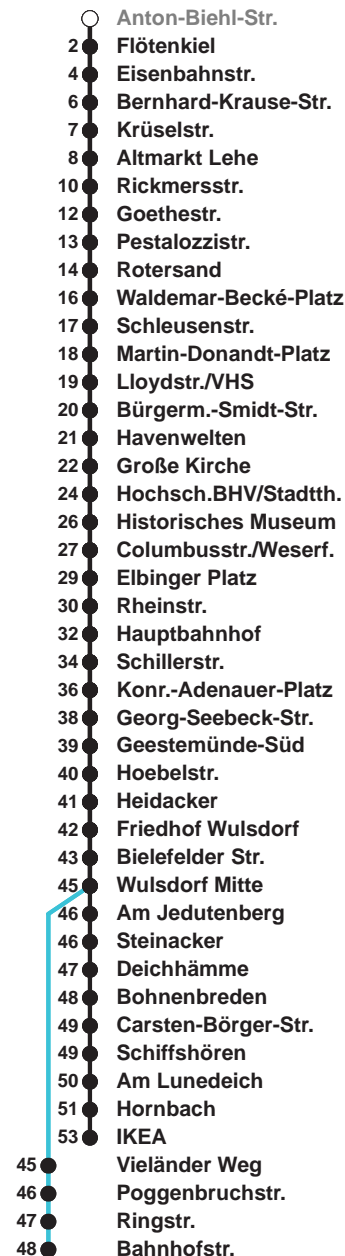 Anton-Biehl-Str.
2 Flötenkiel
4 Eisenbahnstr.
6 Bernhard-Krause-Str.
7 Krüselstr.
8 Altmarkt Lehe
10 Rickmersstr.
12 Goethestr.
13 Pestalozzistr.
14 Rotersand
16 Waldemar-Becké-Platz
17 Schleusenstr.
18 Martin-Donandt-Platz
19 Lloydstr./VHS
20 Bürgerm.-Smidt-Str.
21 Havenwelten
22 Große Kirche
24 Hochsch.BHV/Stadtth.
26 Historisches Museum
27 Columbusstr./Weserf.
29 Elbinger Platz
30 Rheinstr.
32 Hauptbahnhof
34 Schillerstr.
36 Konr.-Adenauer-Platz
38 Georg-Seebeck-Str.
39 Geestemünde-Süd
40 Hoebelstr.
41 Heidacker
42 Friedhof Wulsdorf
43 Bielefelder Str.
45 Wulsdorf Mitte
46 Am Jedutenberg
46 Steinacker
47 Deichhämme
48 Bohnenbreden
49 Carsten-Börger-Str.
49 Schiffshören
50 Am Lunedeich
51 Hornbach
53 IKEA
45 Vieländer Weg
46 Poggenbruchstr.
47 Ringstr.
48 Bahnhofstr.